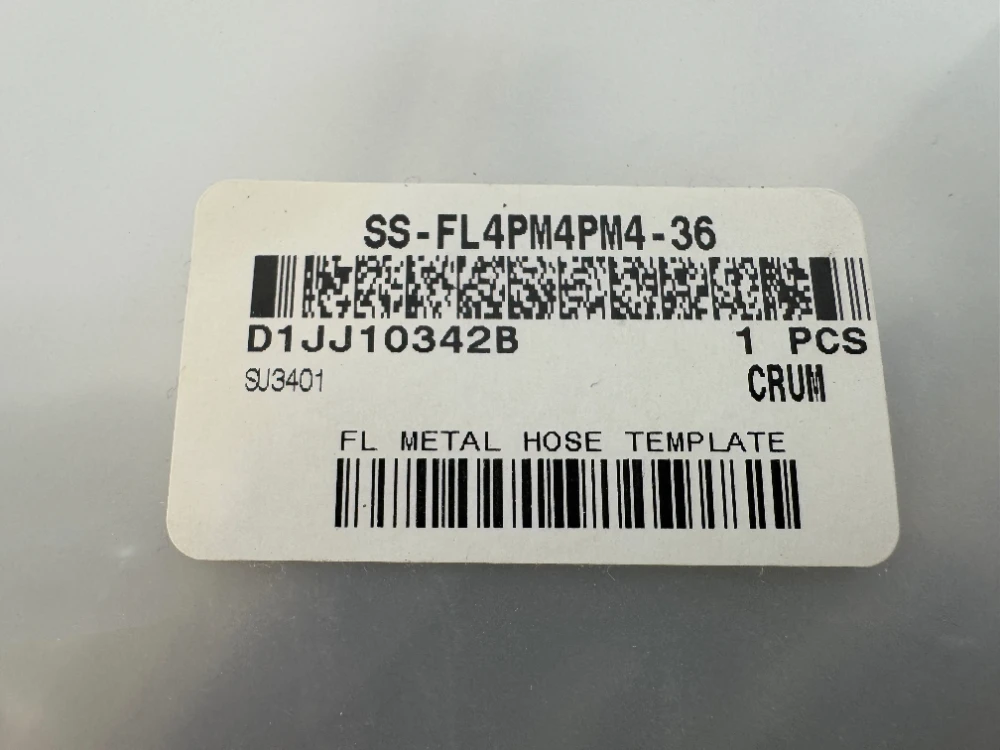 SS-FL4PM4PM4-36
D1JJ10342B 1 PCS
SU3401 CRUM
FL METAL HOSE TEMPLATE